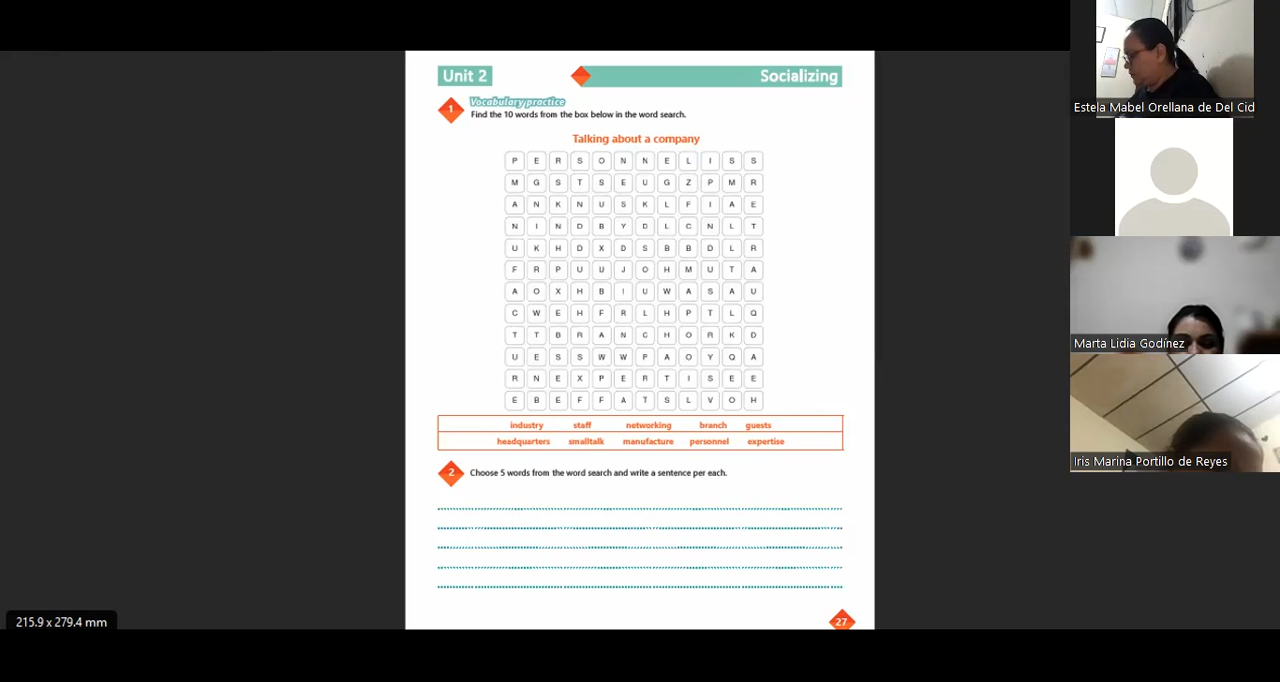 Unit 2
Socializing
1
Vocabulary practice
Find the 10 words from the box below in the word search.
Talking about a company
P E R S O N N E L I S S
M G S T S E U G Z P M R
A N K N U S K L F I A E
N I N D B Y D L C N L T
U K H D X D S B B D L R
F R P U U J O H M U T A
A O X H B I U W A S A U
C W E H F R L H P T L Q
T T B R A N C H O R K D
U E S S W W P A O Y Q A
R N E X P E R T I S E E
E B E F F A T S L V O H
industry staff networking branch guests
headquarters smalltalk manufacture personnel expertise
2
Choose 5 words from the word search and write a sentence per each.
27
215.9 x 279.4 mm
Estela Mabel Orellana de Del Cid
Marta Lidia Godínez
Iris Marina Portillo de Reyes